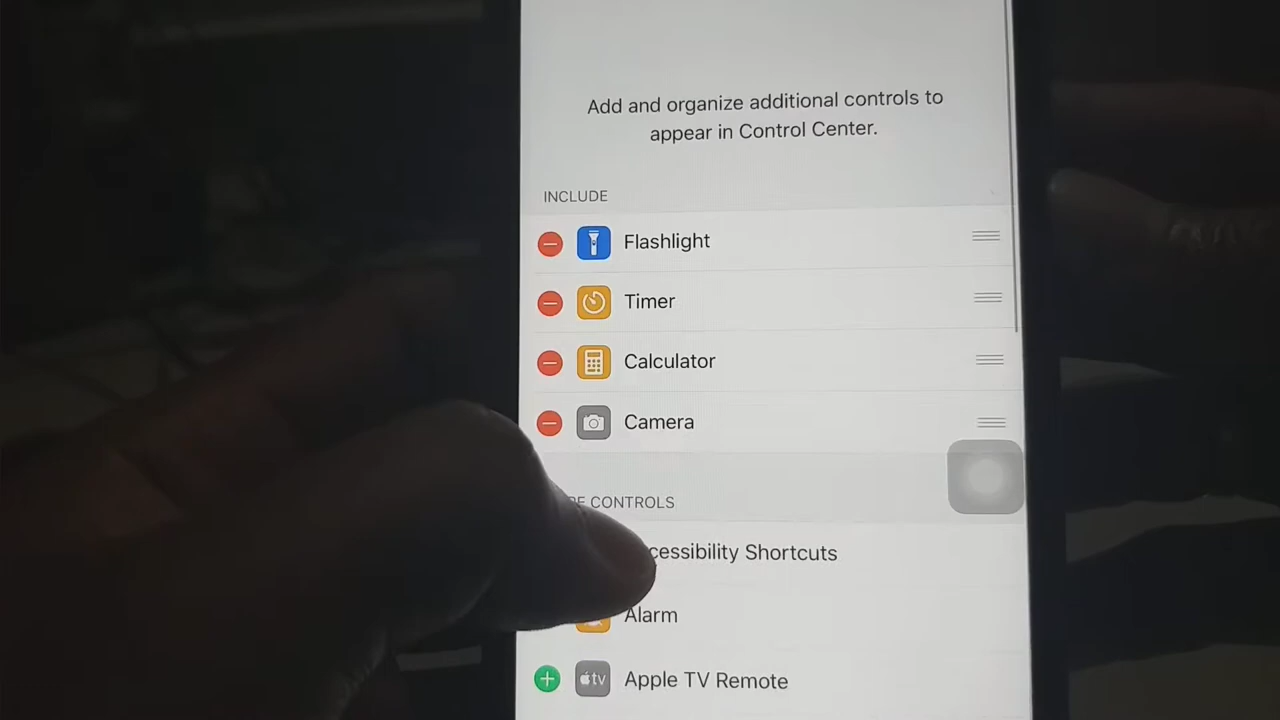 Add and organize additional controls to
appear in Control Center.
INCLUDE
Flashlight
Timer
Calculator
Camera
CONTROLS
Shortcuts
Alarm
tv Apple TV Remote